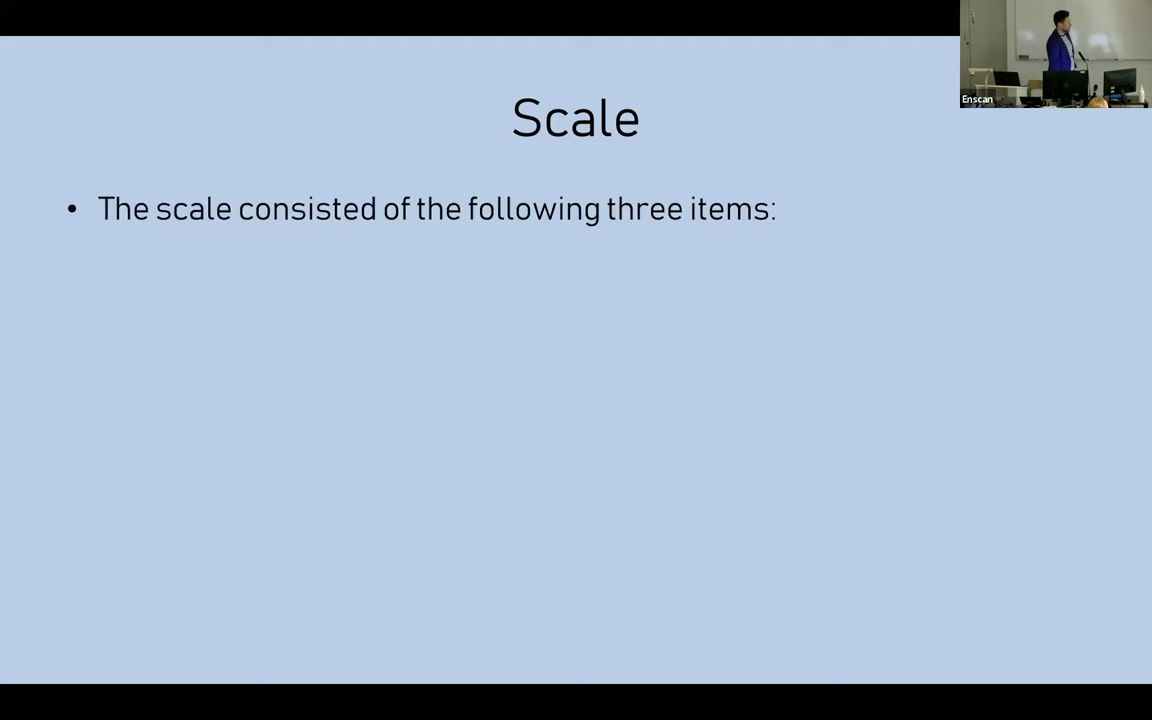 Scale
• The scale consisted of the following three items:
Enscan